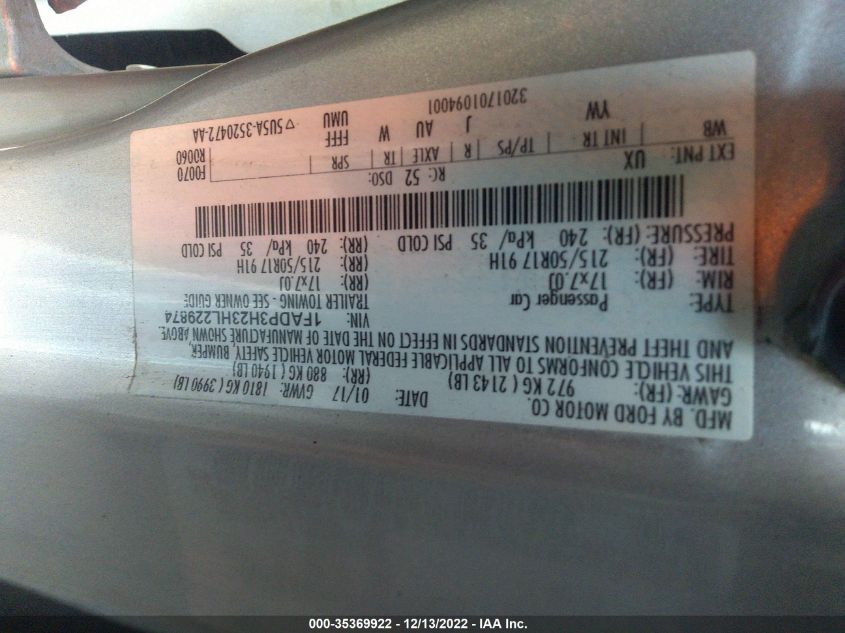 MFD. BY FORD MOTOR CO.
DATE: 01/17 GVWR: 1810 KG ( 3990 LB)
GAWR: (FR): 972 KG ( 2143 LB) (RR): 880 KG ( 1940 LB)
THIS VEHICLE CONFORMS TO ALL APPLICABLE FEDERAL MOTOR VEHICLE SAFETY, BUMPER,
AND THEFT PREVENTION STANDARDS IN EFFECT ON THE DATE OF MANUFACTURE SHOWN ABOVE.
VIN: 1FADP3H23HL229874
TYPE: Passenger Car TRAILER TOWING - SEE OWNER GUIDE
RIM: (FR): 17x7.0J (RR): 17x7.0J
TIRE: (FR): 215/50R17 91H (RR): 215/50R17 91H
PRESSURE: (FR): 240 kPa/ 35 PSI COLD (RR): 240 kPa/ 35 PSI COLD
RC: 52 DSO:
F0070
EXT PNT: UX R0060
WB INT TR TP/PS R AXLE TR SPR
YW J AU W FFFF
UMU
3201701094001 ▽5U5A-3520472-AA
000-35369922 - 12/13/2022 - IAA Inc.